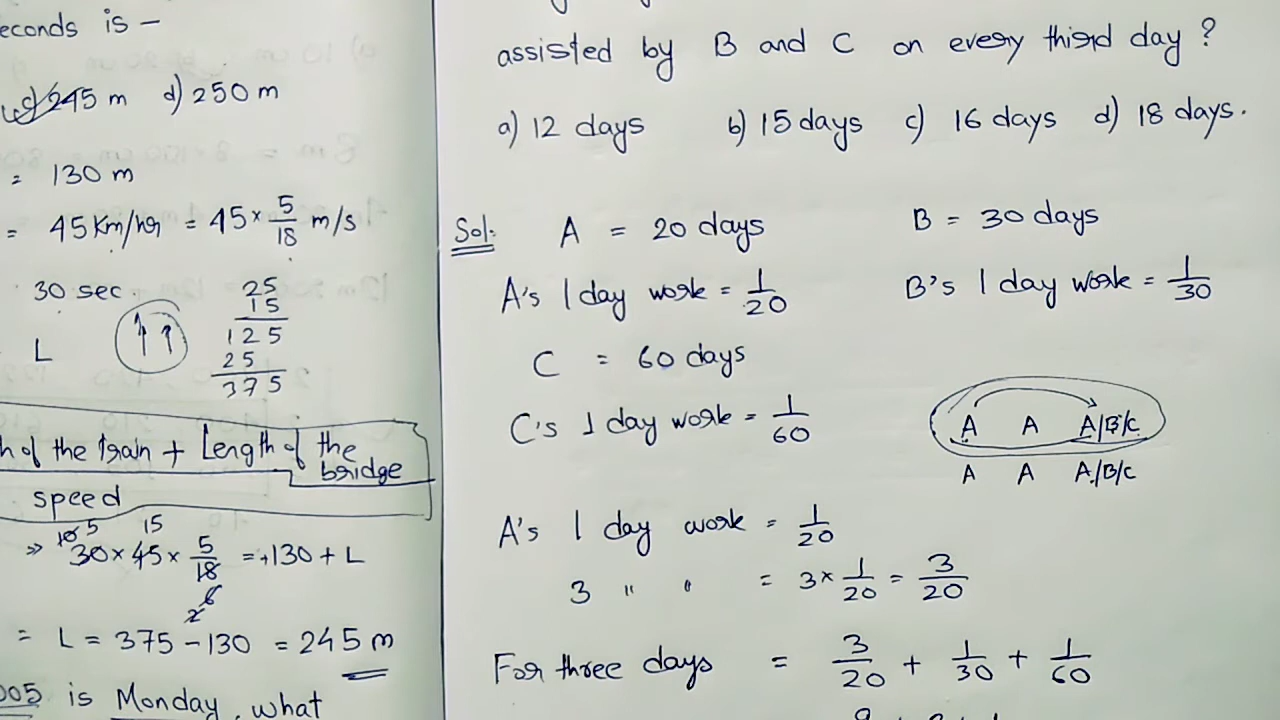 econds is -
c) 245 m d) 250 m
= 130 m
= 45 Km/hr = 45 × 5/18 m/s
30 sec
L
25
15
125
25
375
h of the train + Length of the
bridge
speed
10 5 15
⇒ 30 × 45 × 5/18 = +130 + L
6
2
= L = 375 - 130 = 245 m
005 is Monday, what
assisted by B and C on every third day ?
a) 12 days b) 15 days c) 16 days d) 18 days.
Sol:- A = 20 days B = 30 days
A's 1 day work = 1/20 B's 1 day work = 1/30
C = 60 days
C's 1 day work = 1/60
A A A/B/C
A A A/B/C
A's 1 day work = 1/20
3 " " = 3 × 1/20 = 3/20
For three days = 3/20 + 1/30 + 1/60